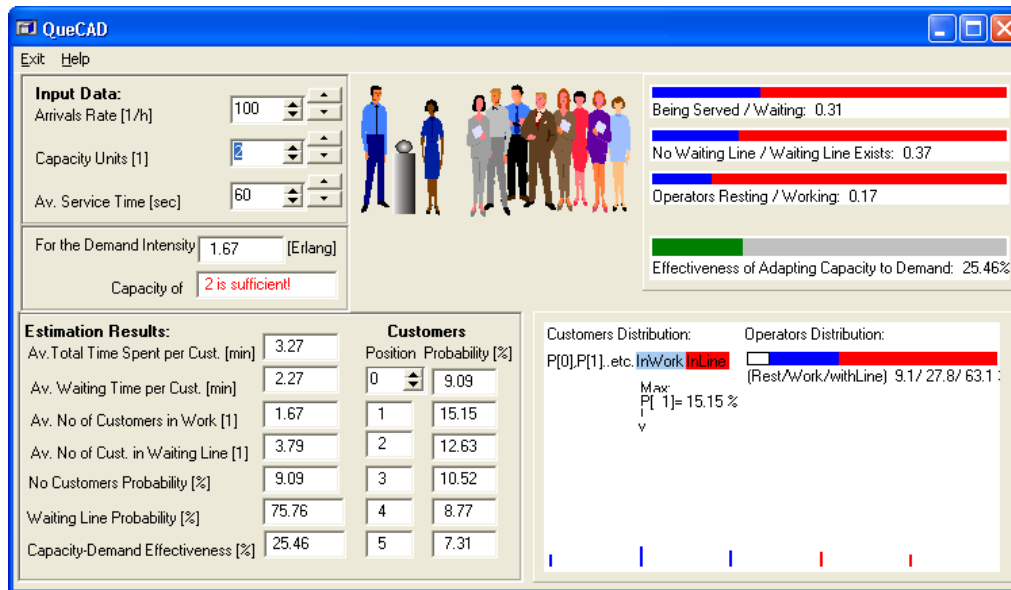 QueCAD
Exit Help
Input Data:
Arrivals Rate [1/h] 100
Capacity Units [1] 2
Av. Service Time [sec] 60
For the Demand Intensity 1.67 [Erlang]
Capacity of 2 is sufficient!
Being Served / Waiting: 0.31
No Waiting Line / Waiting Line Exists: 0.37
Operators Resting / Working: 0.17
Effectiveness of Adapting Capacity to Demand: 25.46%
Estimation Results:
Av.Total Time Spent per Cust. [min] 3.27
Av. Waiting Time per Cust. [min] 2.27
Av. No of Customers in Work [1] 1.67
Av. No of Cust. in Waiting Line [1] 3.79
No Customers Probability [%] 9.09
Waiting Line Probability [%] 75.76
Capacity-Demand Effectiveness [%] 25.46
Customers
Position Probability [%]
0 9.09
1 15.15
2 12.63
3 10.52
4 8.77
5 7.31
Customers Distribution:
P[0],P[1]..etc. InWork InLine
Max:
P[ 1]= 15.15 %
Operators Distribution:
(Rest/Work/withLine) 9.1/ 27.8/ 63.1